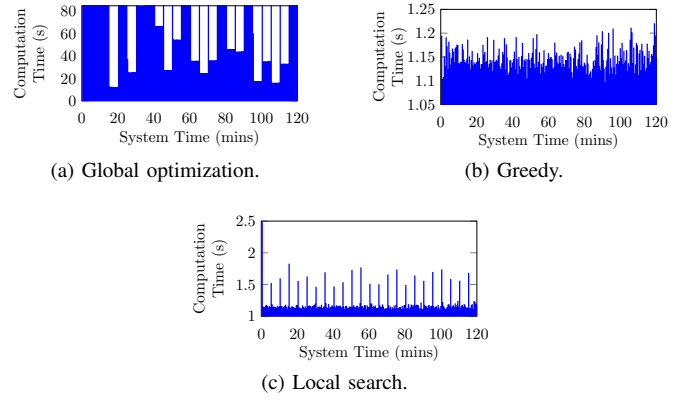 80
60
40
20
0
Computation
Time (s)
0 20 40 60 80 100 120
System Time (mins)
(a) Global optimization.
1.25
1.2
1.15
1.1
1.05
Computation
Time (s)
0 20 40 60 80 100 120
System Time (mins)
(b) Greedy.
2.5
2
1.5
1
Computation
Time (s)
0 20 40 60 80 100 120
System Time (mins)
(c) Local search.